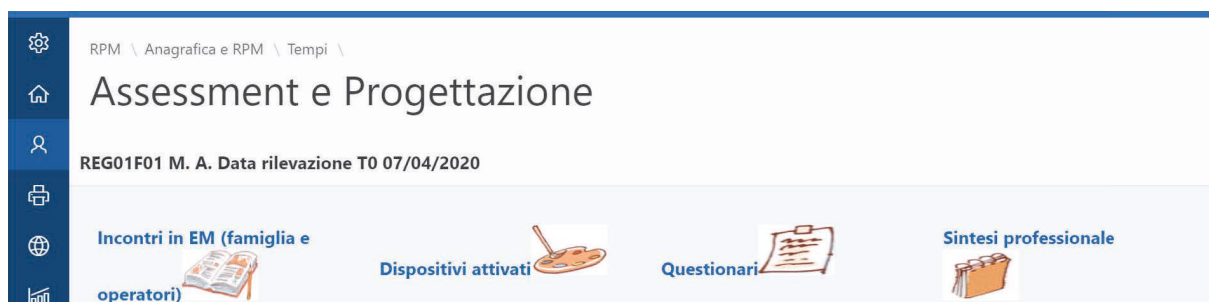 RPM \ Anagrafica e RPM \ Tempi \
Assessment e Progettazione
REG01F01 M. A. Data rilevazione T0 07/04/2020
Incontri in EM (famiglia e
operatori)
Dispositivi attivati
Questionari
Sintesi professionale